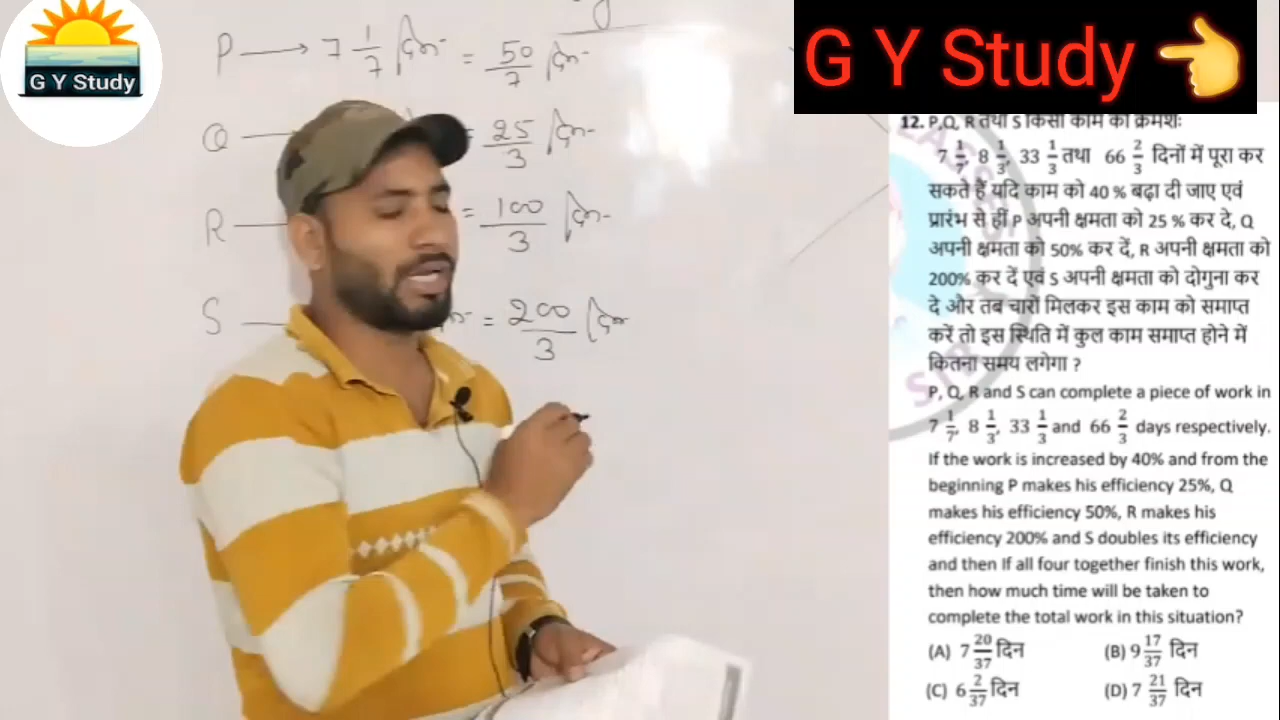 G Y Study
G Y Study
P → 7 1/7 दिन = 50/7 दिन
Q — = 25/3 दिन
R — = 100/3 दिन
S — = 200/3 दिन
12. P,Q, R तथा S किसी काम को क्रमशः
7 1/7, 8 1/3, 33 1/3 तथा 66 2/3 दिनों में पूरा कर
सकते हैं यदि काम को 40 % बढ़ा दी जाए एवं
प्रारंभ से हीं P अपनी क्षमता को 25 % कर दे, Q
अपनी क्षमता को 50% कर दें, R अपनी क्षमता को
200% कर दें एवं S अपनी क्षमता को दोगुना कर
दे और तब चारों मिलकर इस काम को समाप्त
करें तो इस स्थिति में कुल काम समाप्त होने में
कितना समय लगेगा ?
P, Q, R and S can complete a piece of work in
7 1/7, 8 1/3, 33 1/3 and 66 2/3 days respectively.
If the work is increased by 40% and from the
beginning P makes his efficiency 25%, Q
makes his efficiency 50%, R makes his
efficiency 200% and S doubles its efficiency
and then If all four together finish this work,
then how much time will be taken to
complete the total work in this situation?
(A) 7 20/37 दिन (B) 9 17/37 दिन
(C) 6 2/37 दिन (D) 7 21/37 दिन